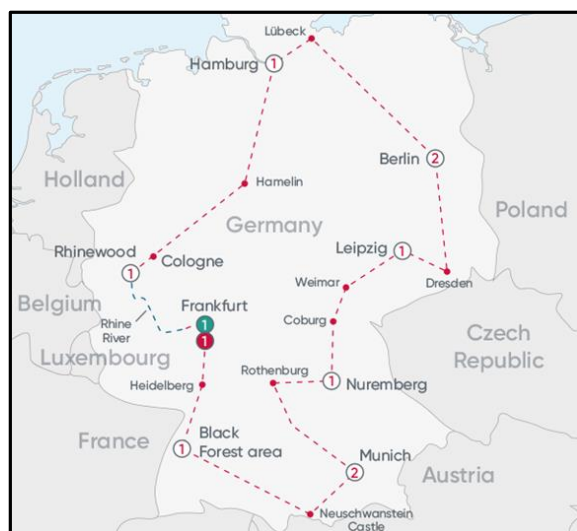 Lübeck
Hamburg 1
Berlin 2
Holland
Hamelin
Germany
Poland
Leipzig 1
Rhinewood
1
Cologne
Dresden
Weimar
Belgium
Frankfurt
1
1
Rhine
River
Coburg
Czech
Republic
Luxembourg
Rothenburg
Heidelberg
1 Nuremberg
France
Black
1 Forest area
Munich
2
Austria
Neuschwanstein
Castle